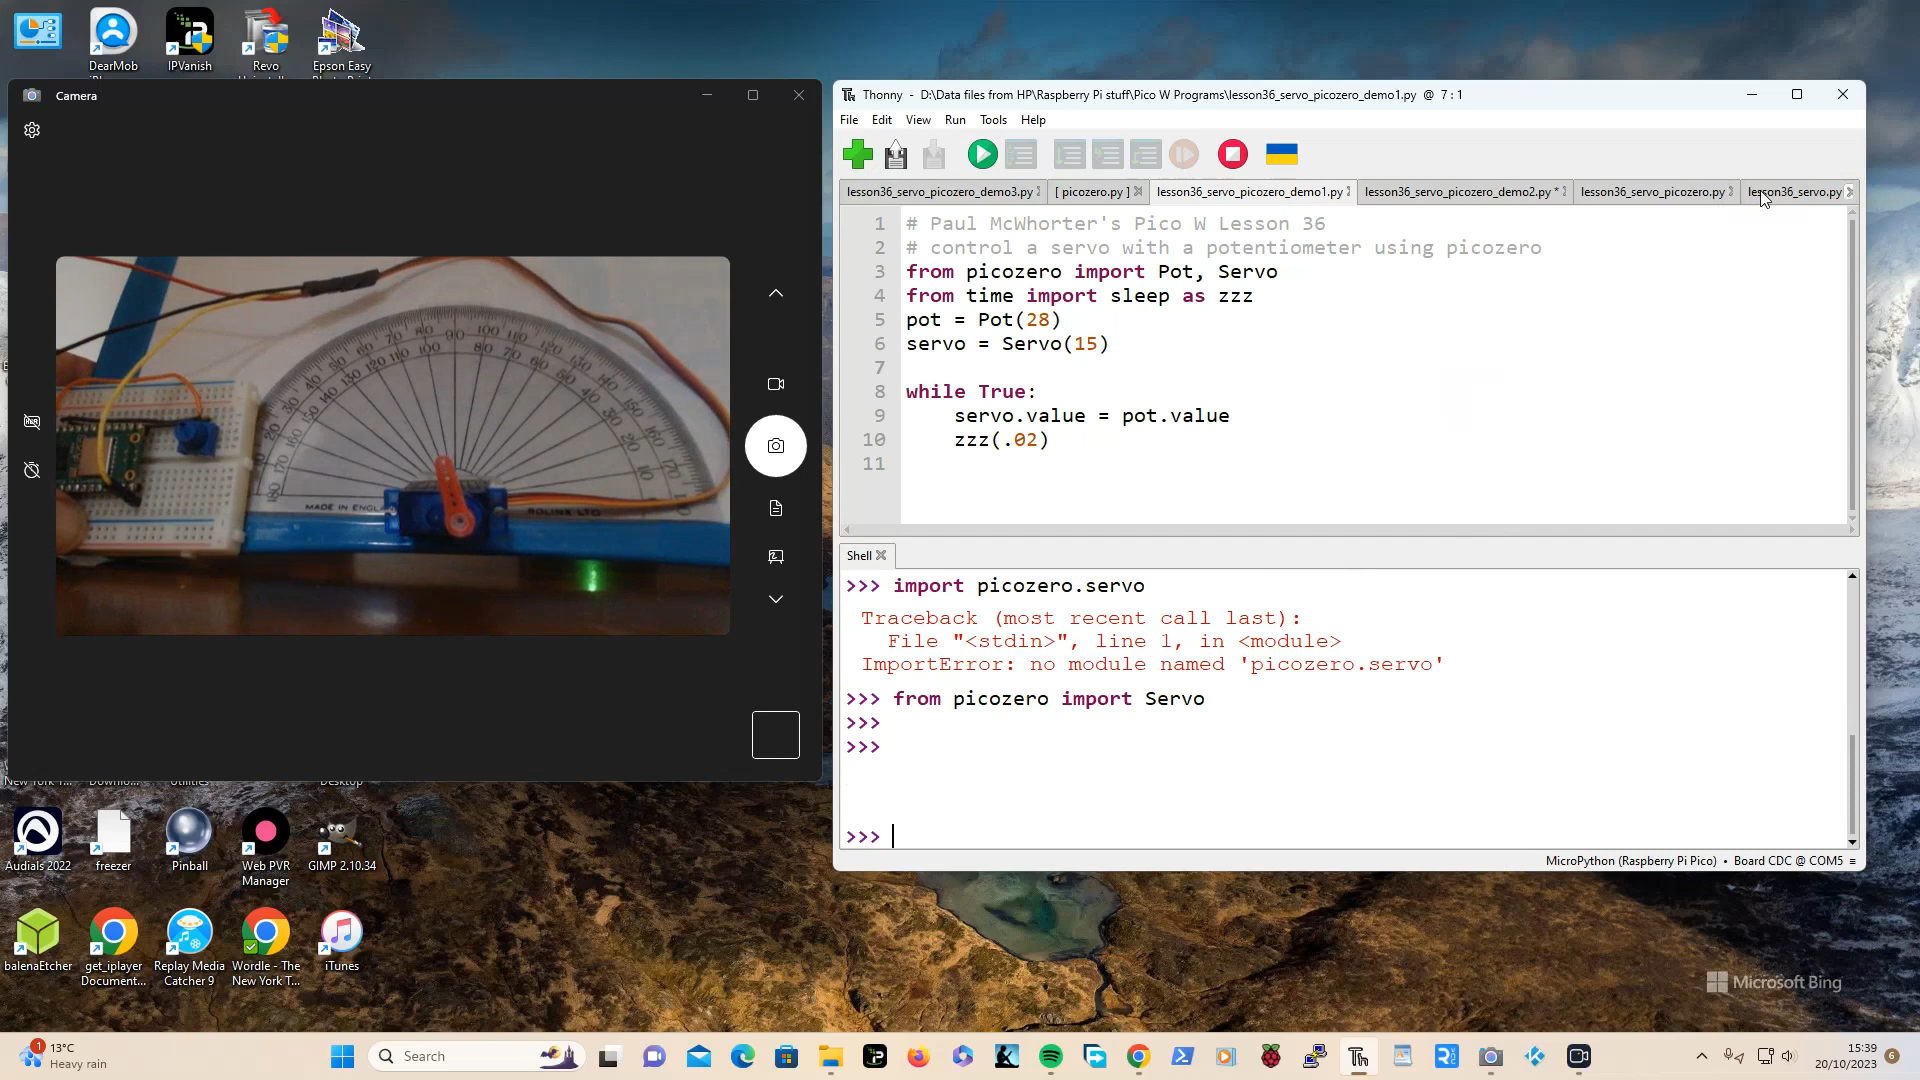 DearMob
IPVanish
Revo
Epson Easy
Camera
Thonny - D:\Data files from HP\Raspberry Pi stuff\Pico W Programs\lesson36_servo_picozero_demo1.py @ 7 : 1
File Edit View Run Tools Help
lesson36_servo_picozero_demo3.py
[ picozero.py ]
lesson36_servo_picozero_demo1.py
lesson36_servo_picozero_demo2.py *
lesson36_servo_picozero.py
lesson36_servo.py
1 # Paul McWhorter's Pico W Lesson 36
2 # control a servo with a potentiometer using picozero
3 from picozero import Pot, Servo
4 from time import sleep as zzz
5 pot = Pot(28)
6 servo = Servo(15)
7
8 while True:
9 servo.value = pot.value
10 zzz(.02)
11
MADE IN ENGL
ROLINX LTD
Shell
>>> import picozero.servo
Traceback (most recent call last):
File "<stdin>", line 1, in <module>
ImportError: no module named 'picozero.servo'
>>> from picozero import Servo
>>>
>>>
>>>
MicroPython (Raspberry Pi Pico) • Board CDC @ COM5 ≡
Audials 2022
freezer
Pinball
Web PVR
Manager
GIMP 2.10.34
balenaEtcher
get_iplayer
Document...
Replay Media
Catcher 9
Wordle - The
New York T...
iTunes
Microsoft Bing
1
13°C
Heavy rain
Search
15:39
20/10/2023
6